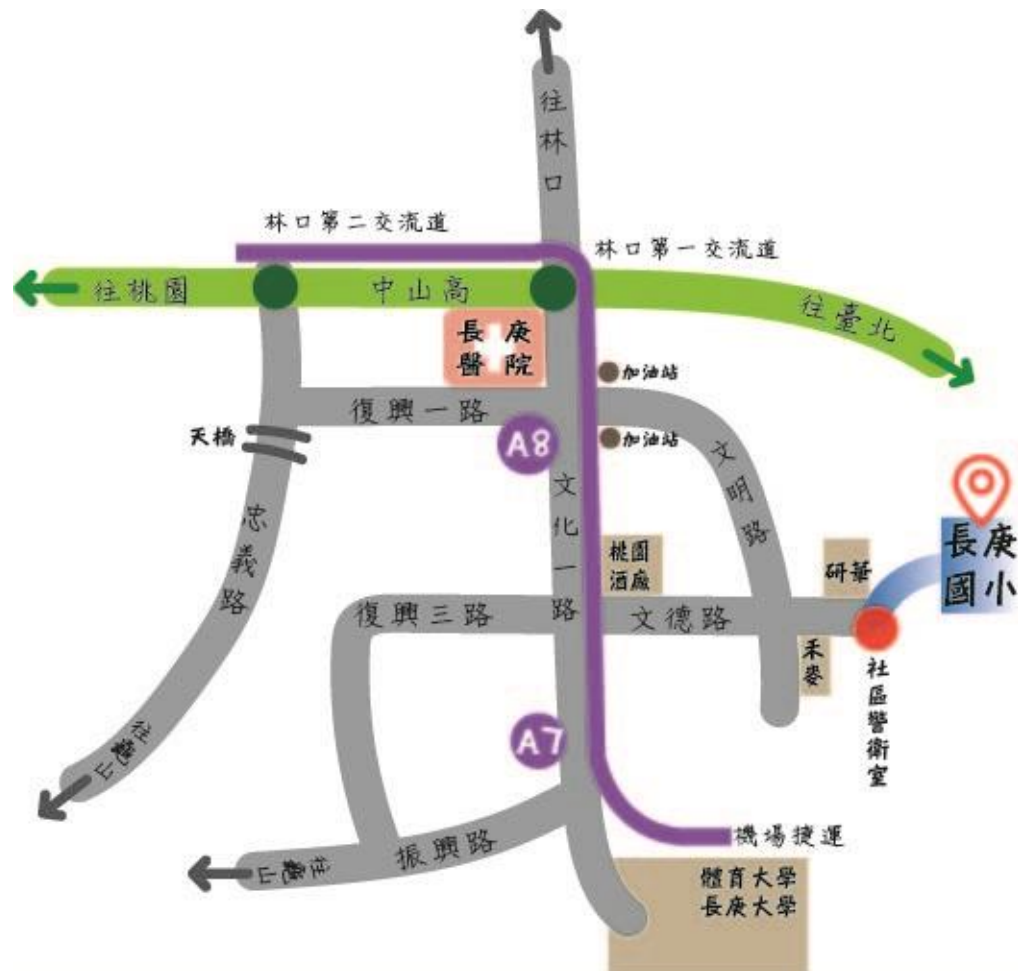 往林口
林口第二交流道
林口第一交流道
往桃園
中山高
往臺北
長庚
醫院
加油站
復興一路
天橋
A8
加油站
文明路
文化一路
忠義路
桃園
酒廠
研華
長庚
國小
復興三路
文德路
禾麥
社區警衛室
A7
往龜山
機場捷運
振興路
往龜山
體育大學
長庚大學